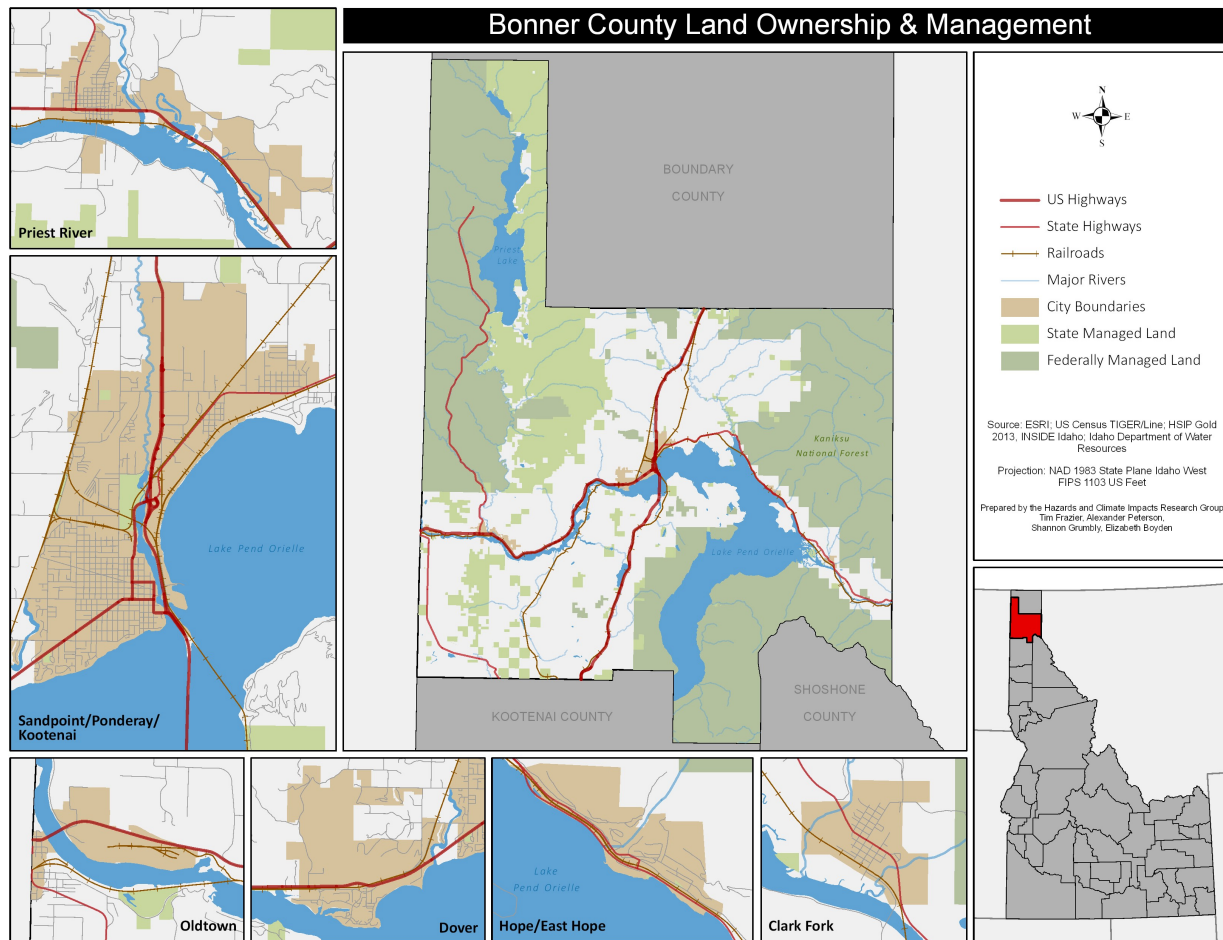 Bonner County Land Ownership & Management
Priest River
Sandpoint/Ponderay/
Kootenai
Lake Pend Orielle
BOUNDARY
COUNTY
Priest
Lake
Kaniksu
National Forest
Lake Pend Orielle
KOOTENAI COUNTY
SHOSHONE
COUNTY
N
W
E
S
US Highways
State Highways
Railroads
Major Rivers
City Boundaries
State Managed Land
Federally Managed Land
Source: ESRI; US Census TIGER/Line; HSIP Gold
2013, INSIDE Idaho; Idaho Department of Water
Resources
Projection: NAD 1983 State Plane Idaho West
FIPS 1103 US Feet
Prepared by the Hazards and Climate Impacts Research Group
Tim Frazier, Alexander Peterson,
Shannon Grumbly, Elizabeth Boyden
Oldtown
Dover
Lake
Pend Orielle
Hope/East Hope
Clark Fork